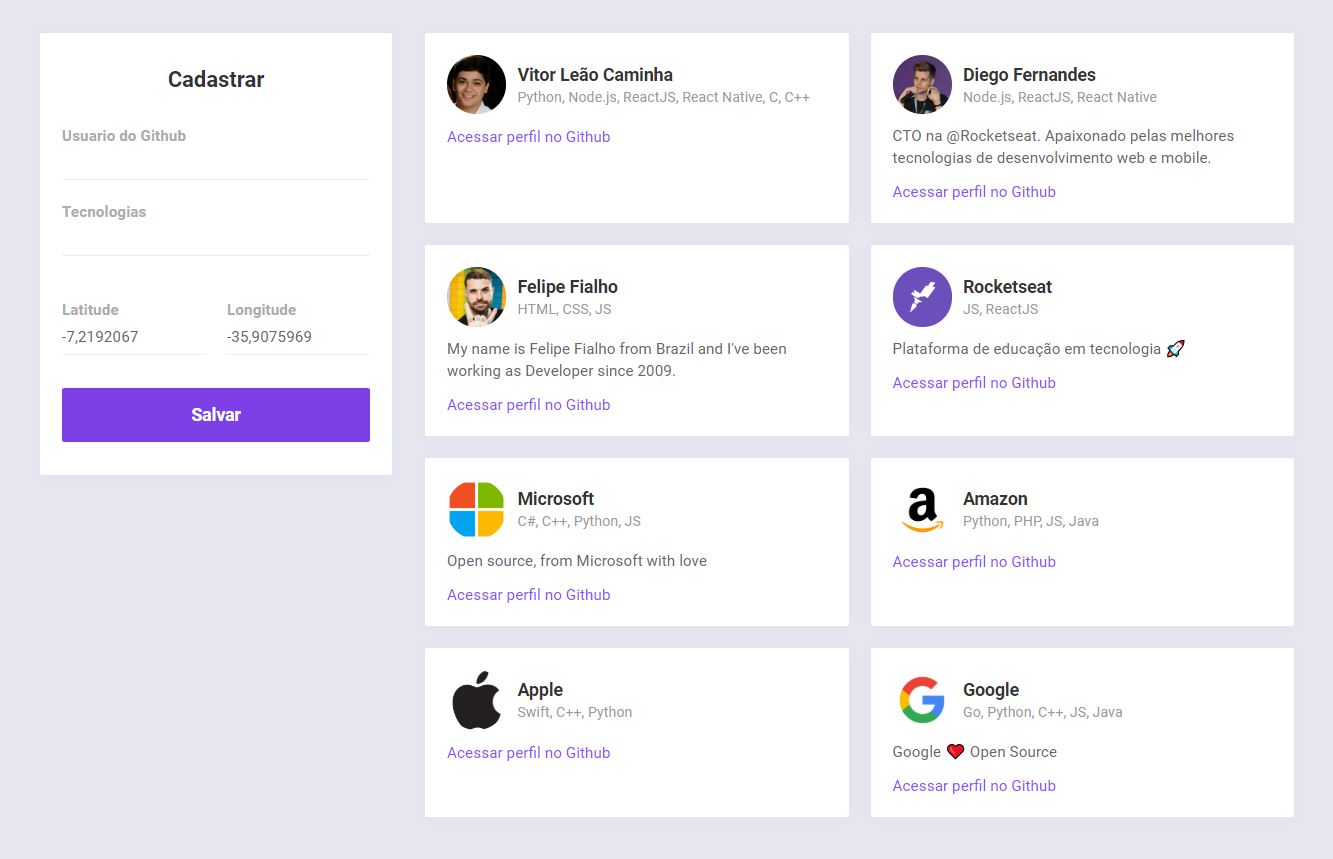 Cadastrar
Usuario do Github
Tecnologias
Latitude
Longitude
-7,2192067
-35,9075969
Salvar
Vitor Leão Caminha
Python, Node.js, ReactJS, React Native, C, C++
Acessar perfil no Github
Diego Fernandes
Node.js, ReactJS, React Native
CTO na @Rocketseat. Apaixonado pelas melhores
tecnologias de desenvolvimento web e mobile.
Acessar perfil no Github
Felipe Fialho
HTML, CSS, JS
My name is Felipe Fialho from Brazil and I've been
working as Developer since 2009.
Acessar perfil no Github
Rocketseat
JS, ReactJS
Plataforma de educação em tecnologia 🚀
Acessar perfil no Github
Microsoft
C#, C++, Python, JS
Open source, from Microsoft with love
Acessar perfil no Github
a
Amazon
Python, PHP, JS, Java
Acessar perfil no Github
Apple
Swift, C++, Python
Acessar perfil no Github
G
Google
Go, Python, C++, JS, Java
Google ❤️ Open Source
Acessar perfil no Github